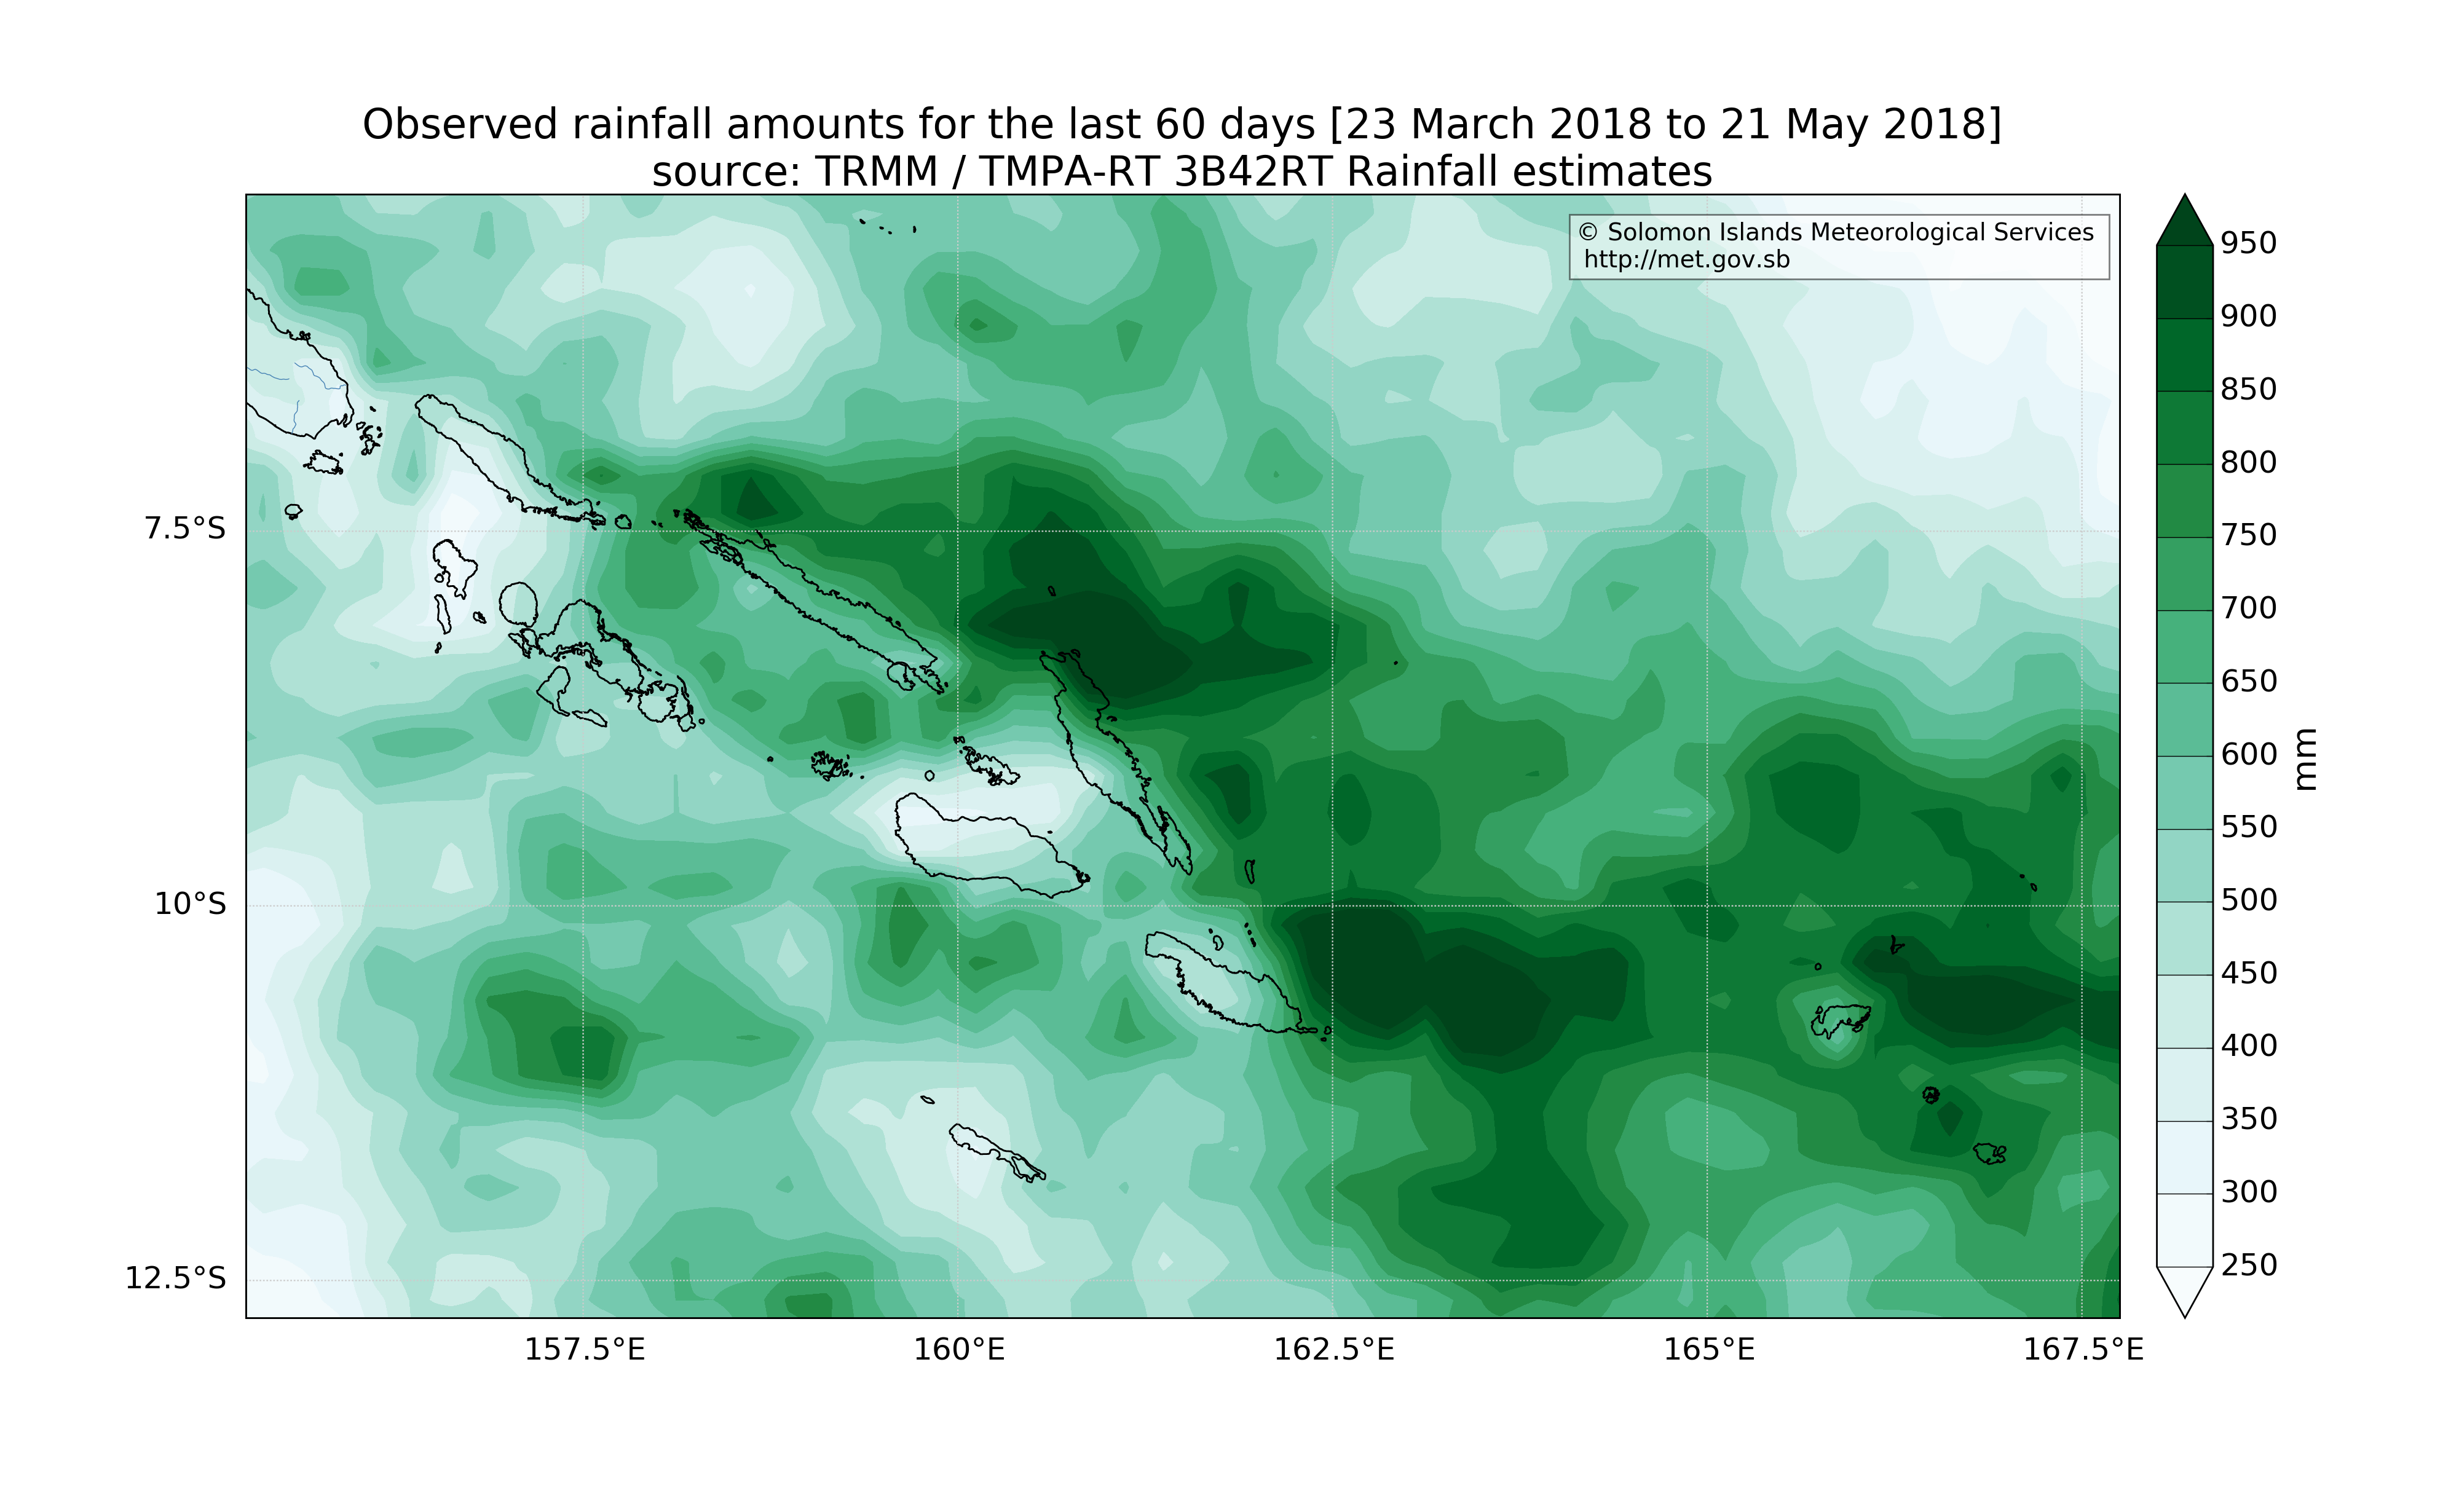 Observed rainfall amounts for the last 60 days [23 March 2018 to 21 May 2018]
source: TRMM / TMPA-RT 3B42RT Rainfall estimates
© Solomon Islands Meteorological Services
http://met.gov.sb
7.5°S
10°S
12.5°S
157.5°E
160°E
162.5°E
165°E
167.5°E
950
900
850
800
750
700
650
600
550
500
450
400
350
300
250
mm